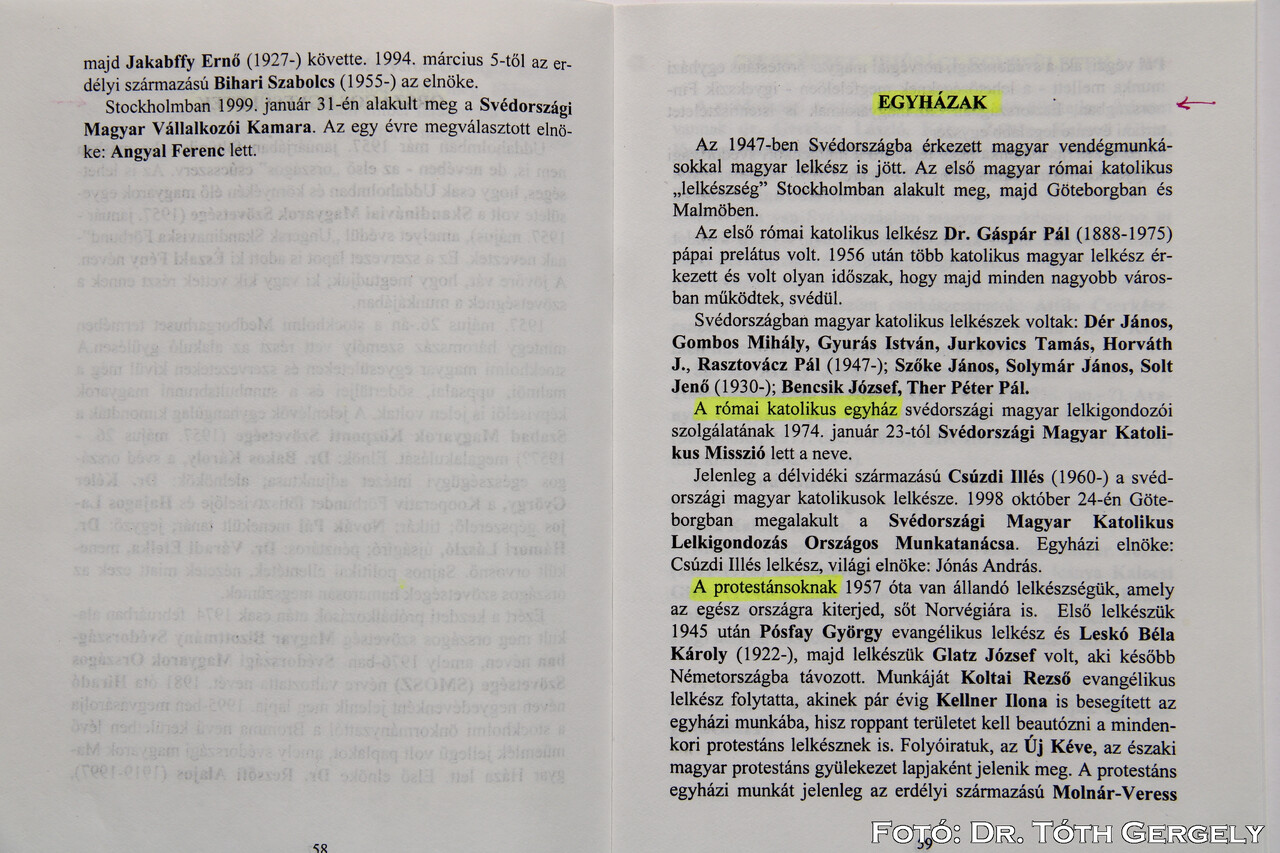 majd Jakabffy Ernő (1927-) követte. 1994. március 5-től az er-
délyi származású Bihari Szabolcs (1955-) az elnöke.
Stockholmban 1999. január 31-én alakult meg a Svédországi
Magyar Vállalkozói Kamara. Az egy évre megválasztott elnö-
ke: Angyal Ferenc lett.
58
EGYHÁZAK
Az 1947-ben Svédországba érkezett magyar vendégmunká-
sokkal magyar lelkész is jött. Az első magyar római katolikus
„lelkészség” Stockholmban alakult meg, majd Göteborgban és
Malmöben.
Az első római katolikus lelkész Dr. Gáspár Pál (1888-1975)
pápai prelátus volt. 1956 után több katolikus magyar lelkész ér-
kezett és volt olyan időszak, hogy majd minden nagyobb város-
ban működtek, svédül.
Svédországban magyar katolikus lelkészek voltak: Dér János,
Gombos Mihály, Gyurás István, Jurkovics Tamás, Horváth
J., Rasztovácz Pál (1947-); Szőke János, Solymár János, Solt
Jenő (1930-); Bencsik József, Ther Péter Pál.
A római katolikus egyház svédországi magyar lelkigondozói
szolgálatának 1974. január 23-tól Svédországi Magyar Katoli-
kus Misszió lett a neve.
Jelenleg a délvidéki származású Csúzdi Illés (1960-) a svéd-
országi magyar katolikusok lelkésze. 1998 október 24-én Göte-
borgban megalakult a Svédországi Magyar Katolikus
Lelkigondozás Országos Munkatanácsa. Egyházi elnöke:
Csúzdi Illés lelkész, világi elnöke: Jónás András.
A protestánsoknak 1957 óta van állandó lelkészségük, amely
az egész országra kiterjed, sőt Norvégiára is. Első lelkészük
1945 után Pósfay György evangélikus lelkész és Leskó Béla
Károly (1922-), majd lelkészük Glatz József volt, aki később
Németországba távozott. Munkáját Koltai Rezső evangélikus
lelkész folytatta, akinek pár évig Kellner Ilona is besegített az
egyházi munkába, hisz roppant területet kell beautózni a minden-
kori protestáns lelkésznek is. Folyóiratuk, az Új Kéve, az északi
magyar protestáns gyülekezet lapjaként jelenik meg. A protestáns
egyházi munkát jelenleg az erdélyi származású Molnár-Veress
59
Fotó: Dr. Tóth Gergely